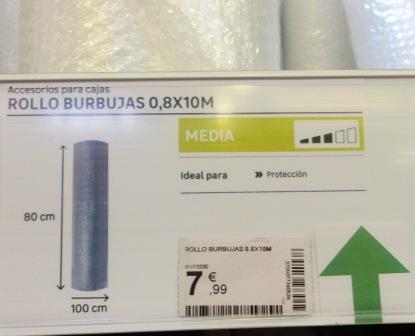 Accesorios para cajas
ROLLO BURBUJAS 0,8X10M
MEDIA
Ideal para » Protección
80 cm
100 cm
ROLLO BURBUJAS 0.8X10M
7 € ,99